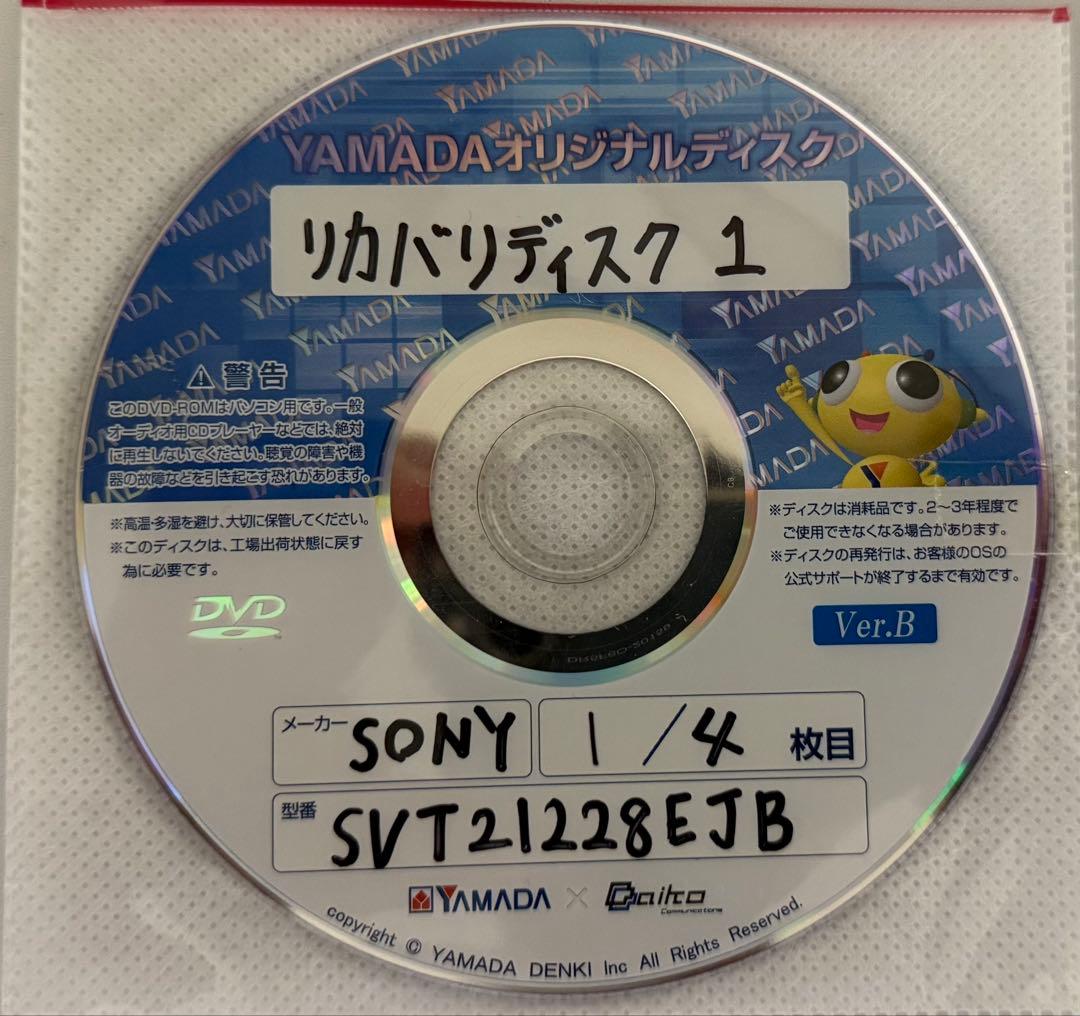 YAMADAオリジナルディスク
リカバリディスク 1
警告
このDVD-ROMはパソコン用です。一般
オーディオ用CDプレーヤーなどでは、絶対
に再生しないでください。聴覚の障害や機
器の故障などを引き起こす恐れがあります。
※高温・多湿を避け、大切に保管してください。
※このディスクは、工場出荷状態に戻す
為に必要です。
DVD
※ディスクは消耗品です。2〜3年程度で
ご使用できなくなる場合があります。
※ディスクの再発行は、お客様のOSの
公式サポートが終了するまで有効です。
Ver.B
メーカー SONY
1/4 枚目
型番 SVT21228EJB
YAMADA × Daiko Communications
copyright © YAMADA DENKI Inc All Rights Reserved.